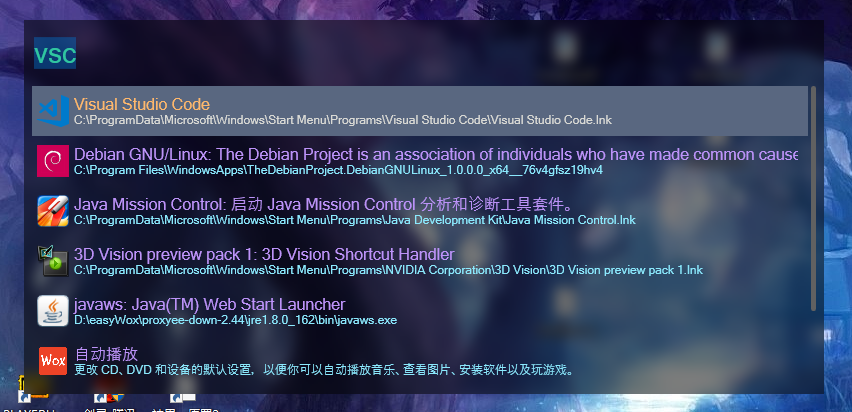 VSC
Visual Studio Code
C:\ProgramData\Microsoft\Windows\Start Menu\Programs\Visual Studio Code\Visual Studio Code.lnk
Debian GNU/Linux: The Debian Project is an association of individuals who have made common cause
C:\Program Files\WindowsApps\TheDebianProject.DebianGNULinux_1.0.0.0_x64__76v4gfsz19hv4
Java Mission Control: 启动 Java Mission Control 分析和诊断工具套件。
C:\ProgramData\Microsoft\Windows\Start Menu\Programs\Java Development Kit\Java Mission Control.lnk
3D Vision preview pack 1: 3D Vision Shortcut Handler
C:\ProgramData\Microsoft\Windows\Start Menu\Programs\NVIDIA Corporation\3D Vision\3D Vision preview pack 1.lnk
javaws: Java(TM) Web Start Launcher
D:\easyWox\proxyee-down-2.44\jre1.8.0_162\bin\javaws.exe
Wox
自动播放
更改 CD、DVD 和设备的默认设置，以便你可以自动播放音乐、查看图片、安装软件以及玩游戏。